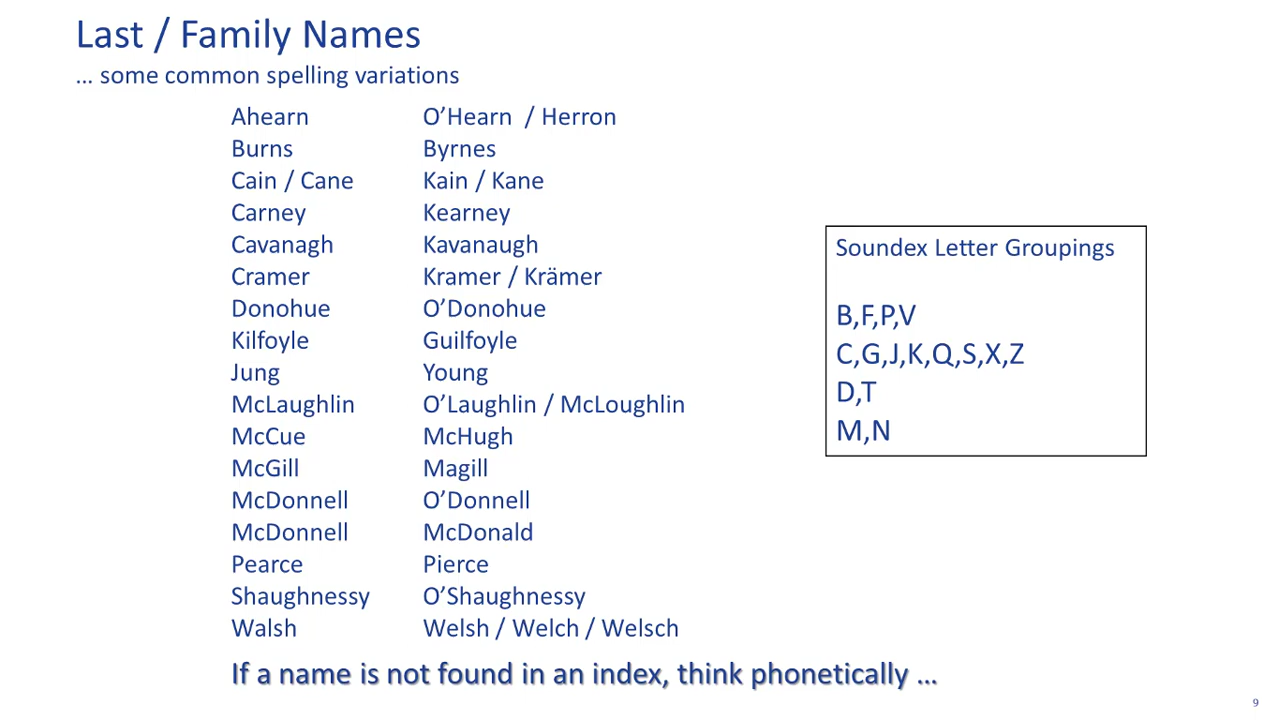 Last / Family Names
... some common spelling variations
Ahearn O’Hearn / Herron
Burns Byrnes
Cain / Cane Kain / Kane
Carney Kearney
Cavanagh Kavanaugh
Cramer Kramer / Krämer
Donohue O’Donohue
Kilfoyle Guilfoyle
Jung Young
McLaughlin O’Laughlin / McLoughlin
McCue McHugh
McGill Magill
McDonnell O’Donnell
McDonnell McDonald
Pearce Pierce
Shaughnessy O’Shaughnessy
Walsh Welsh / Welch / Welsch
If a name is not found in an index, think phonetically ...
Soundex Letter Groupings
B,F,P,V
C,G,J,K,Q,S,X,Z
D,T
M,N
9